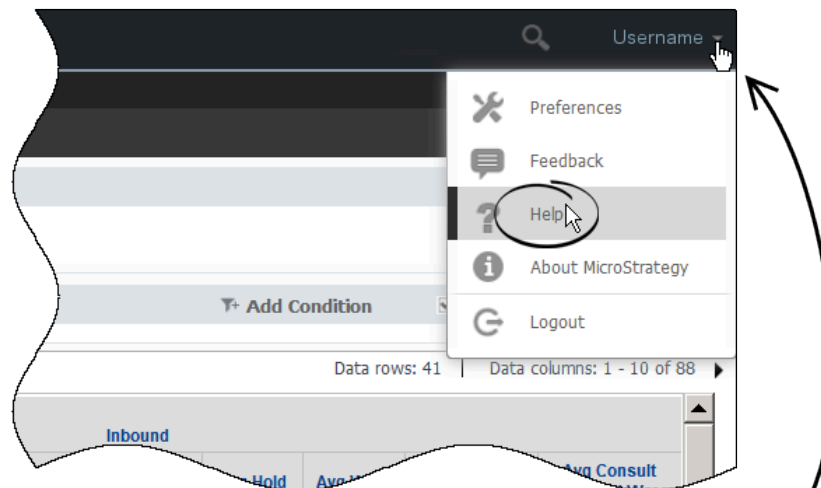 Username
Preferences
Feedback
Help
About MicroStrategy
Add Condition
Logout
Data rows: 41 | Data columns: 1 - 10 of 88
Inbound
Hold
Avg Consult